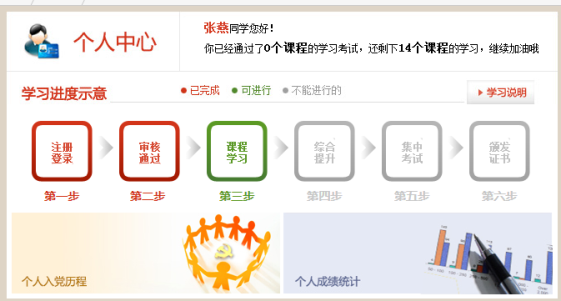 张燕同学您好！
个人中心
你已经通过了0个课程的学习考试，还剩下14个课程的学习，继续加油哦
学习进度示意
已完成 可进行 不能进行的
学习说明
注册登录
审核通过
课程学习
综合提升
集中考试
颁发证书
第一步 第二步 第三步 第四步 第五步 第六步
个人入党历程
个人成绩统计